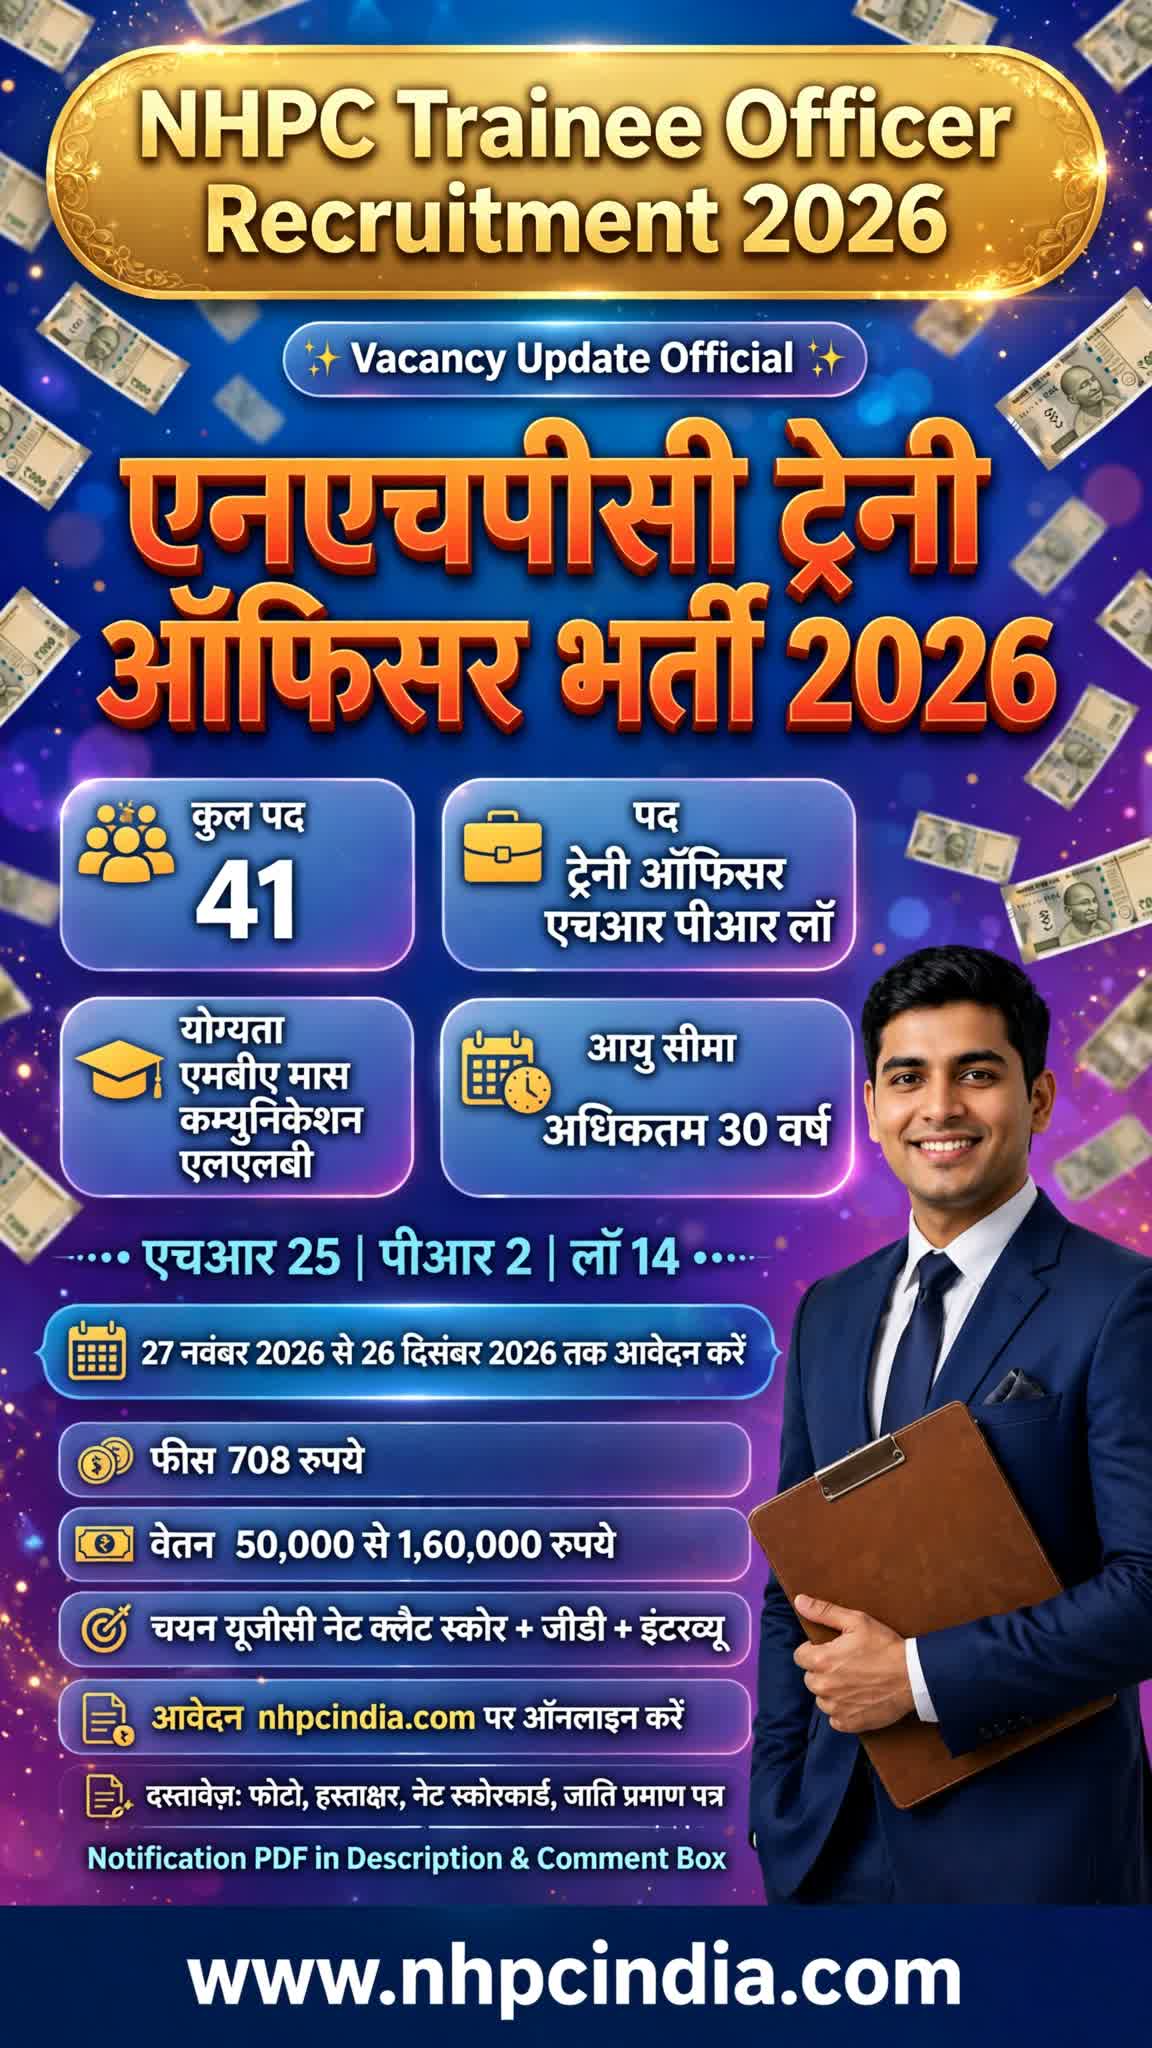 NHPC Trainee Officer
Recruitment 2026
Vacancy Update Official
एनएचपीसी ट्रेनी
ऑफिसर भर्ती 2026
कुल पद
41
पद
ट्रेनी ऑफिसर
एचआर पीआर लॉ
योग्यता
एमबीए मास
कम्युनिकेशन
एलएलबी
आयु सीमा
अधिकतम 30 वर्ष
एचआर 25 | पीआर 2 | लॉ 14
27 नवंबर 2026 से 26 दिसंबर 2026 तक आवेदन करें
फीस 708 रुपये
वेतन 50,000 से 1,60,000 रुपये
चयन यूजीसी नेट क्लैट स्कोर + जीडी + इंटरव्यू
आवेदन nhpcindia.com पर ऑनलाइन करें
दस्तावेज़: फोटो, हस्ताक्षर, नेट स्कोरकार्ड, जाति प्रमाण पत्र
Notification PDF in Description & Comment Box
www.nhpcindia.com